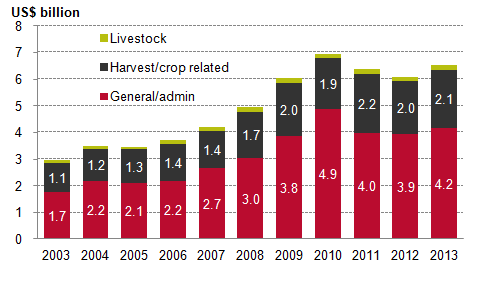 US$ billion
8
7
6
5
4
3
2
1
0
Livestock
Harvest/crop related
General/admin
1.1 1.2 1.3 1.4 1.4 1.7 2.0 1.9 2.2 2.0 2.1
1.7 2.2 2.1 2.2 2.7 3.0 3.8 4.9 4.0 3.9 4.2
2003 2004 2005 2006 2007 2008 2009 2010 2011 2012 2013